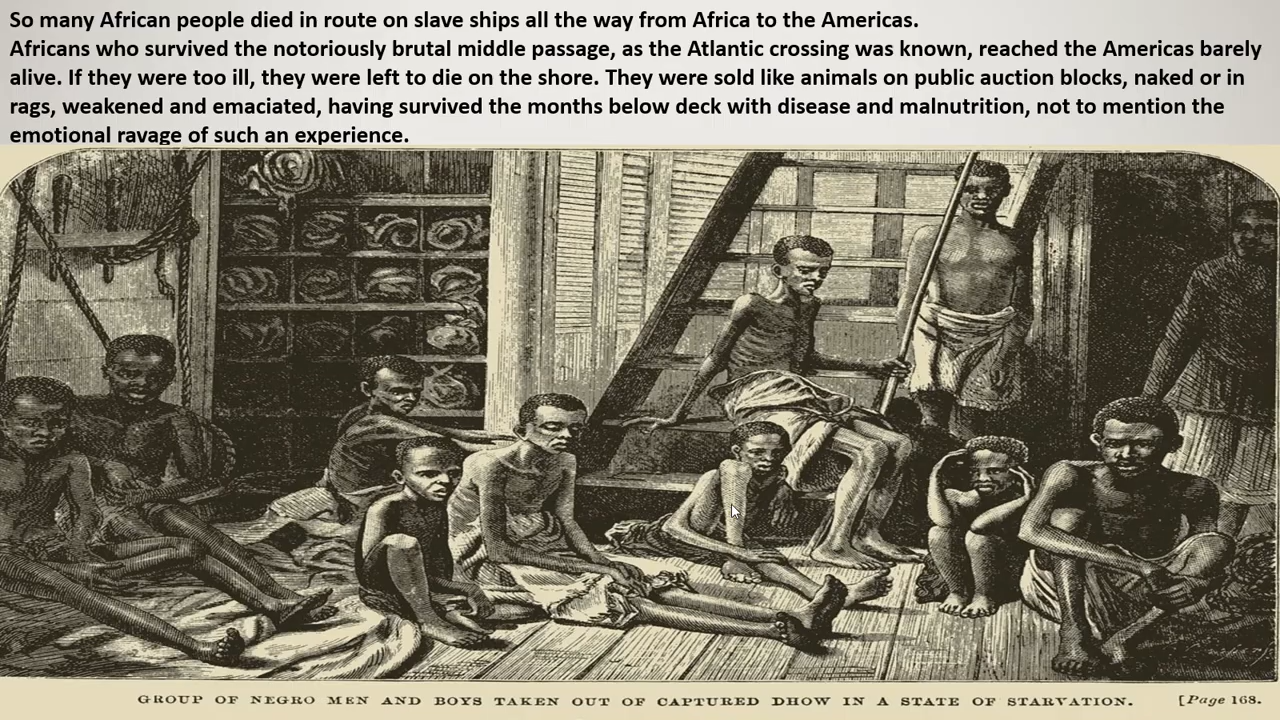 So many African people died in route on slave ships all the way from Africa to the Americas.
Africans who survived the notoriously brutal middle passage, as the Atlantic crossing was known, reached the Americas barely
alive. If they were too ill, they were left to die on the shore. They were sold like animals on public auction blocks, naked or in
rags, weakened and emaciated, having survived the months below deck with disease and malnutrition, not to mention the
emotional ravage of such an experience.
GROUP OF NEGRO MEN AND BOYS TAKEN OUT OF CAPTURED DHOW IN A STATE OF STARVATION. [Page 168.